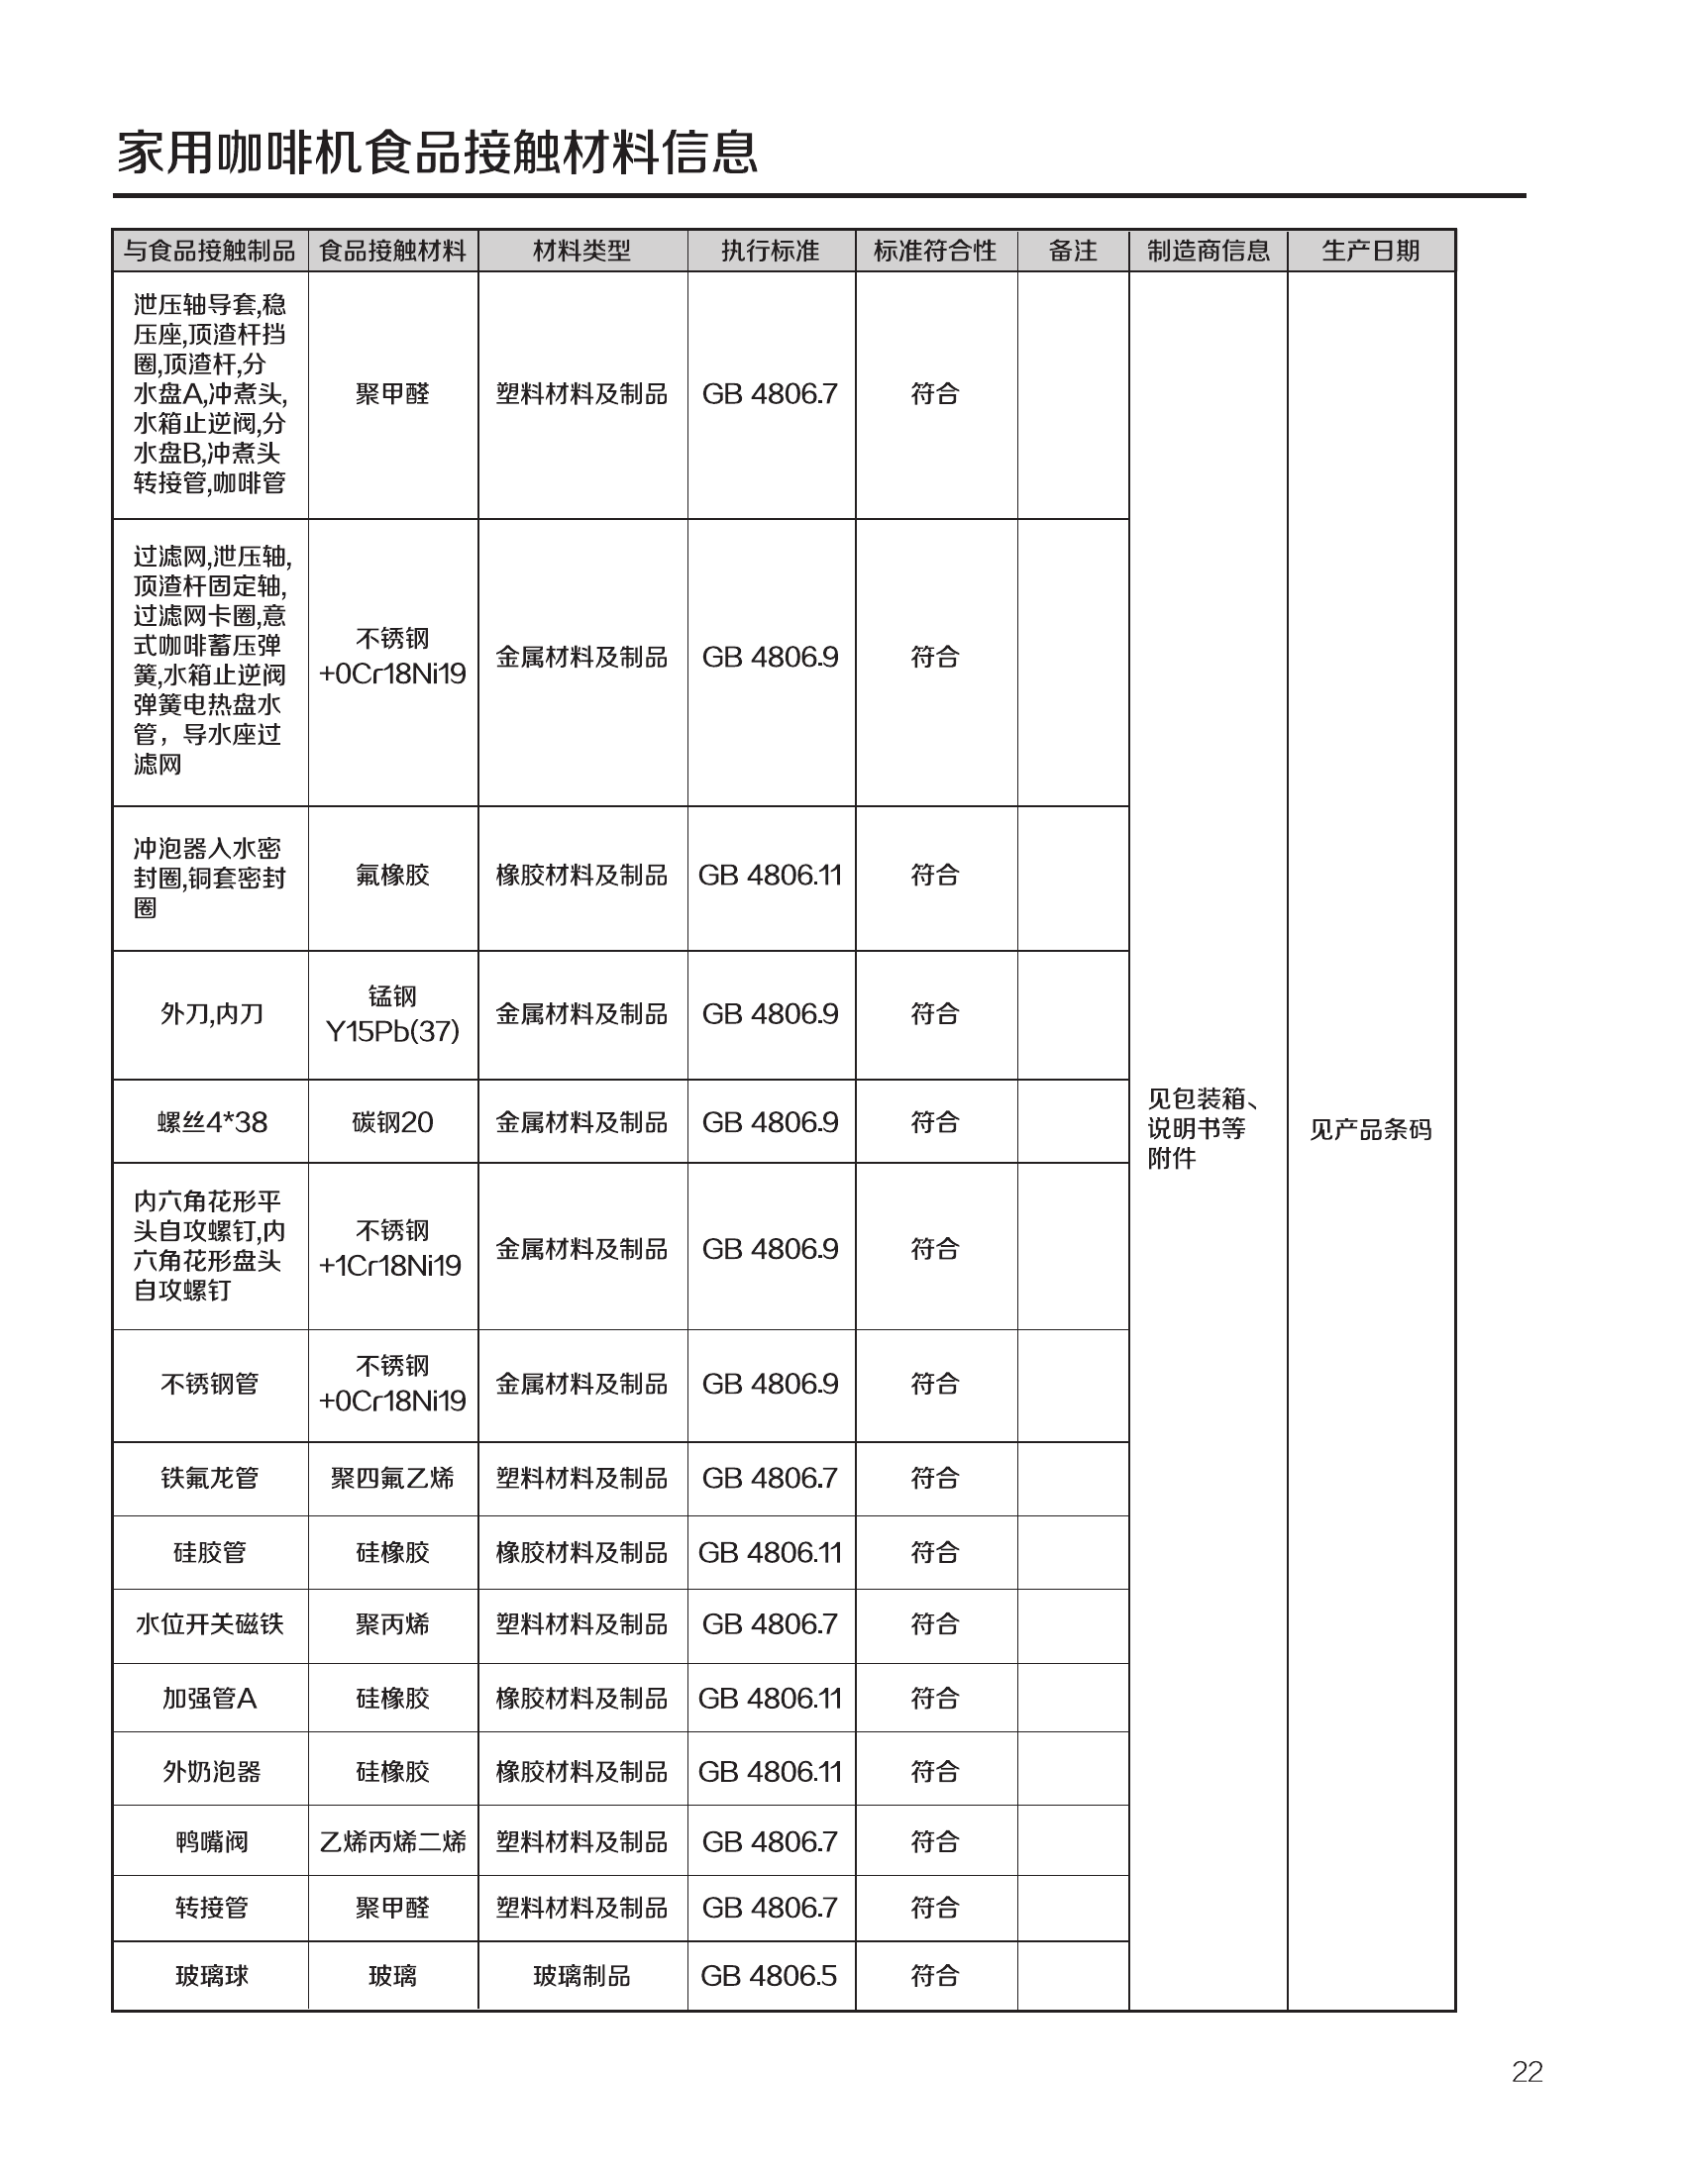 家用咖啡机食品接触材料信息
与食品接触制品 食品接触材料 材料类型 执行标准 标准符合性 备注 制造商信息 生产日期
泄压轴导套,稳
压座,顶渣杆挡
圈,顶渣杆,分
水盘A,冲煮头,
水箱止逆阀,分
水盘B,冲煮头
转接管,咖啡管
聚甲醛 塑料材料及制品 GB 4806.7 符合
过滤网,泄压轴,
顶渣杆固定轴,
过滤网卡圈,意
式咖啡蓄压弹
簧,水箱止逆阀
弹簧电热盘水
管，导水座过
滤网
不锈钢
+0Cr18Ni19
金属材料及制品 GB 4806.9 符合
冲泡器入水密
封圈,铜套密封
圈
氟橡胶 橡胶材料及制品 GB 4806.11 符合
外刀,内刀
锰钢
Y15Pb(37)
金属材料及制品 GB 4806.9 符合
螺丝4*38 碳钢20 金属材料及制品 GB 4806.9 符合
见包装箱、
说明书等
附件
见产品条码
内六角花形平
头自攻螺钉,内
六角花形盘头
自攻螺钉
不锈钢
+1Cr18Ni19
金属材料及制品 GB 4806.9 符合
不锈钢管
不锈钢
+0Cr18Ni19
金属材料及制品 GB 4806.9 符合
铁氟龙管 聚四氟乙烯 塑料材料及制品 GB 4806.7 符合
硅胶管 硅橡胶 橡胶材料及制品 GB 4806.11 符合
水位开关磁铁 聚丙烯 塑料材料及制品 GB 4806.7 符合
加强管A 硅橡胶 橡胶材料及制品 GB 4806.11 符合
外奶泡器 硅橡胶 橡胶材料及制品 GB 4806.11 符合
鸭嘴阀 乙烯丙烯二烯 塑料材料及制品 GB 4806.7 符合
转接管 聚甲醛 塑料材料及制品 GB 4806.7 符合
玻璃球 玻璃 玻璃制品 GB 4806.5 符合
22